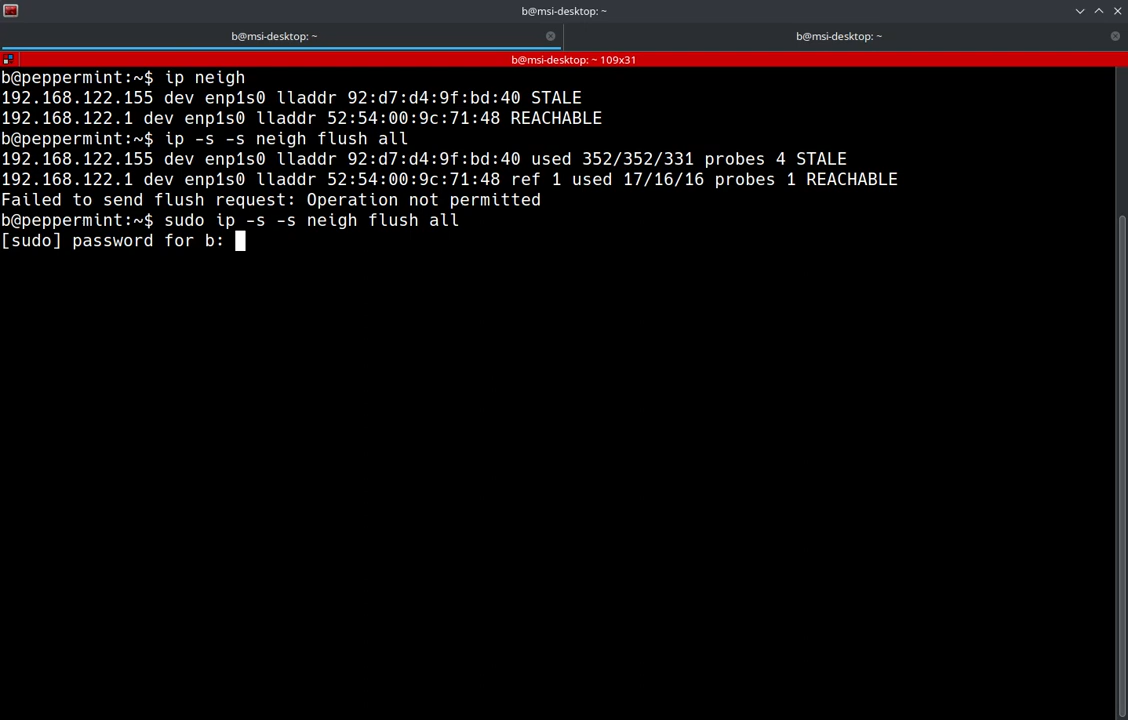 b@msi-desktop: ~
b@msi-desktop: ~
b@msi-desktop: ~
b@msi-desktop: ~ 109x31
b@peppermint:~$ ip neigh
192.168.122.155 dev enp1s0 lladdr 92:d7:d4:9f:bd:40 STALE
192.168.122.1 dev enp1s0 lladdr 52:54:00:9c:71:48 REACHABLE
b@peppermint:~$ ip -s -s neigh flush all
192.168.122.155 dev enp1s0 lladdr 92:d7:d4:9f:bd:40 used 352/352/331 probes 4 STALE
192.168.122.1 dev enp1s0 lladdr 52:54:00:9c:71:48 ref 1 used 17/16/16 probes 1 REACHABLE
Failed to send flush request: Operation not permitted
b@peppermint:~$ sudo ip -s -s neigh flush all
[sudo] password for b: